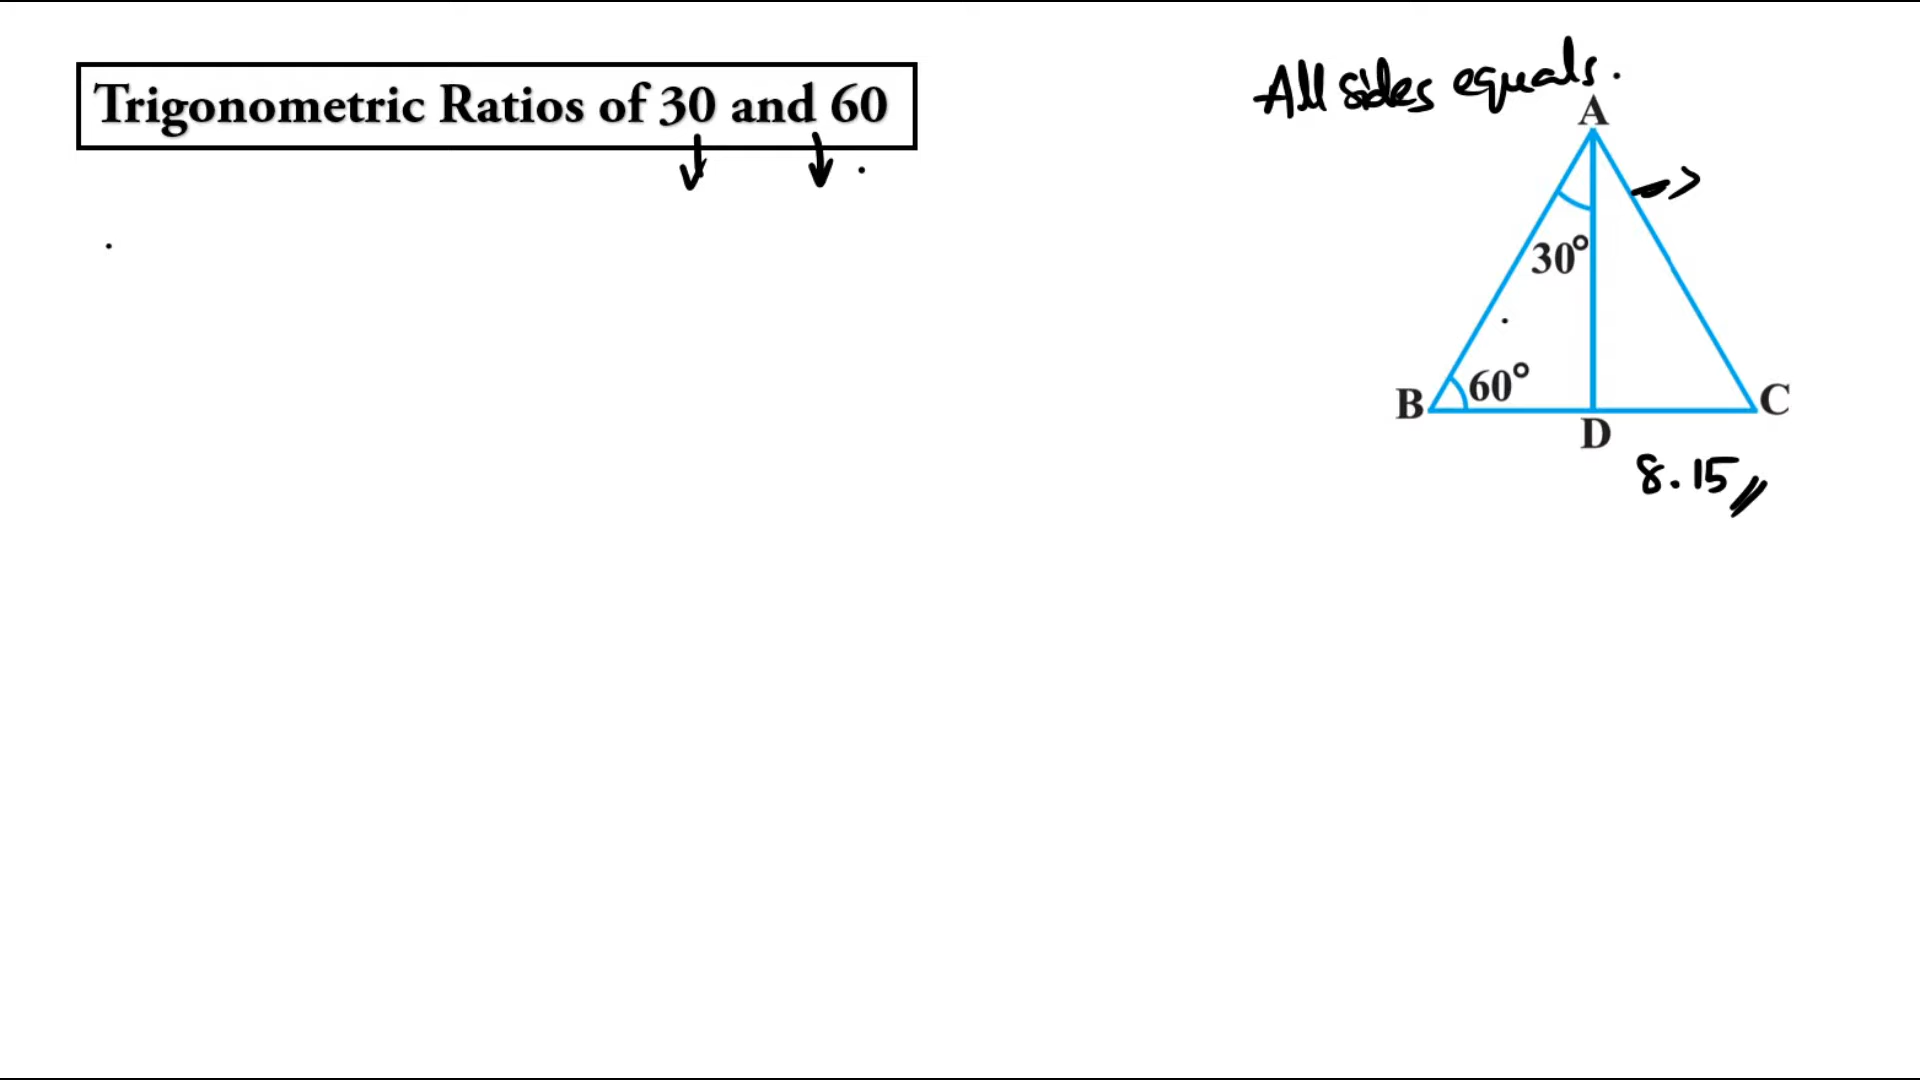 Trigonometric Ratios of 30 and 60
All sides equals.
A
30°
60°
B
C
D
8.15